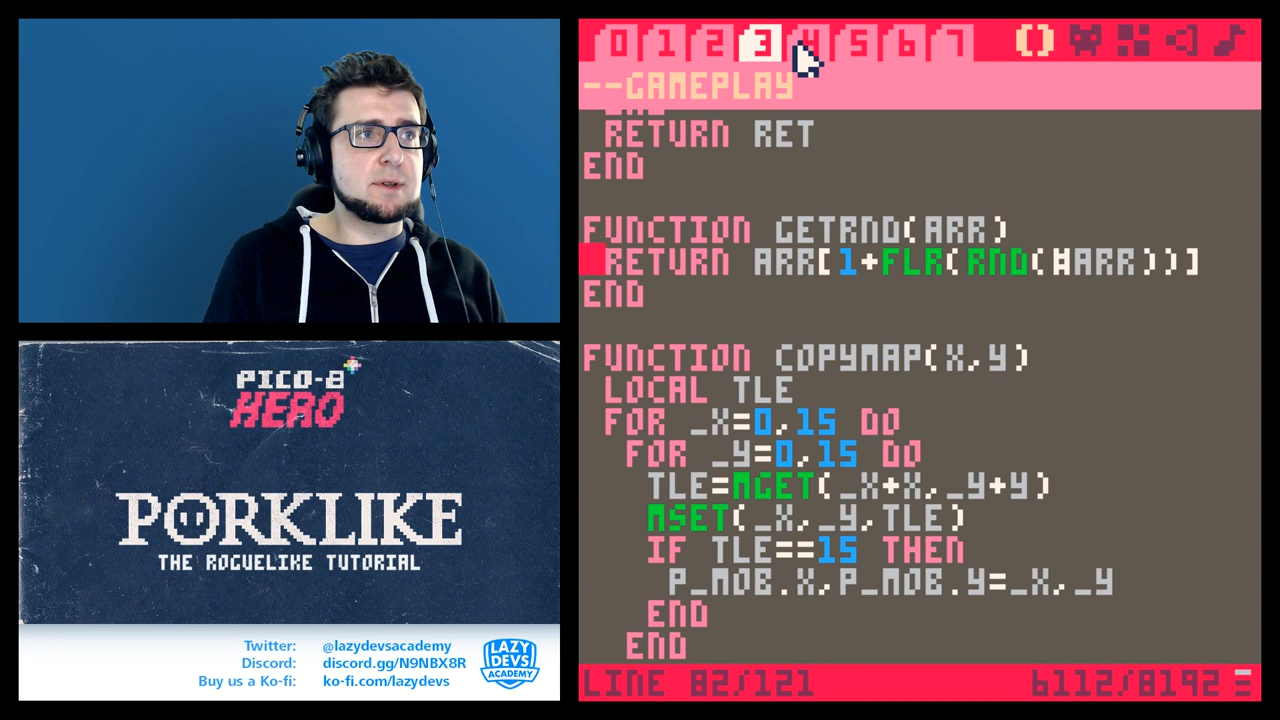 PICO-8
HERO
PORKLIKE
THE ROGUELIKE TUTORIAL
Twitter: @lazydevsacademy
Discord: discord.gg/N9NBX8R
Buy us a Ko-fi: ko-fi.com/lazydevs
LAZY
DEVS
ACADEMY
0 1 2 3 4 5 6 7 ()
--GAMEPLAY
END
RETURN RET
END
FUNCTION GETRND(ARR)
RETURN ARR[1+FLR(RND(#ARR))]
END
FUNCTION COPYMAP(X,Y)
LOCAL TLE
FOR _X=0,15 DO
FOR _Y=0,15 DO
TLE=MGET(_X+X,_Y+Y)
MSET(_X,_Y,TLE)
IF TLE==15 THEN
P_MOB.X,P_MOB.Y=_X,_Y
END
END
LINE 82/121 6112/8192